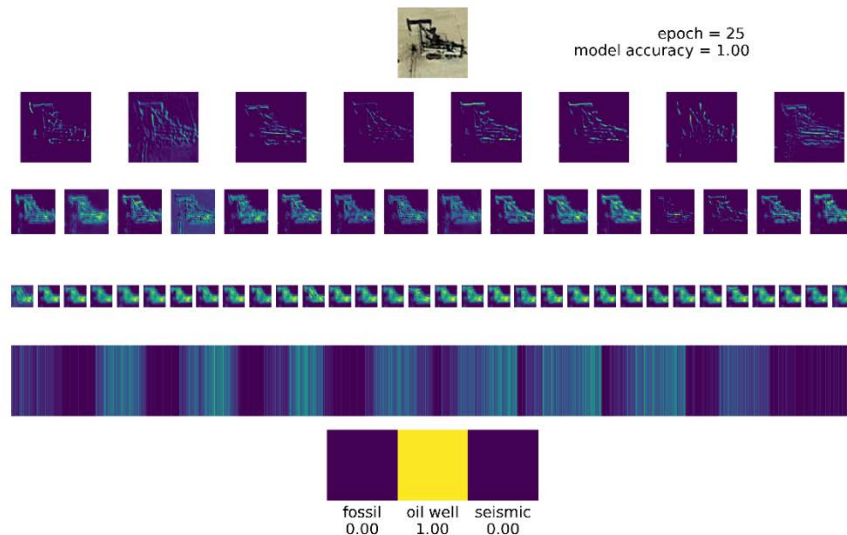 epoch = 25
model accuracy = 1.00
fossil oil well seismic
0.00 1.00 0.00